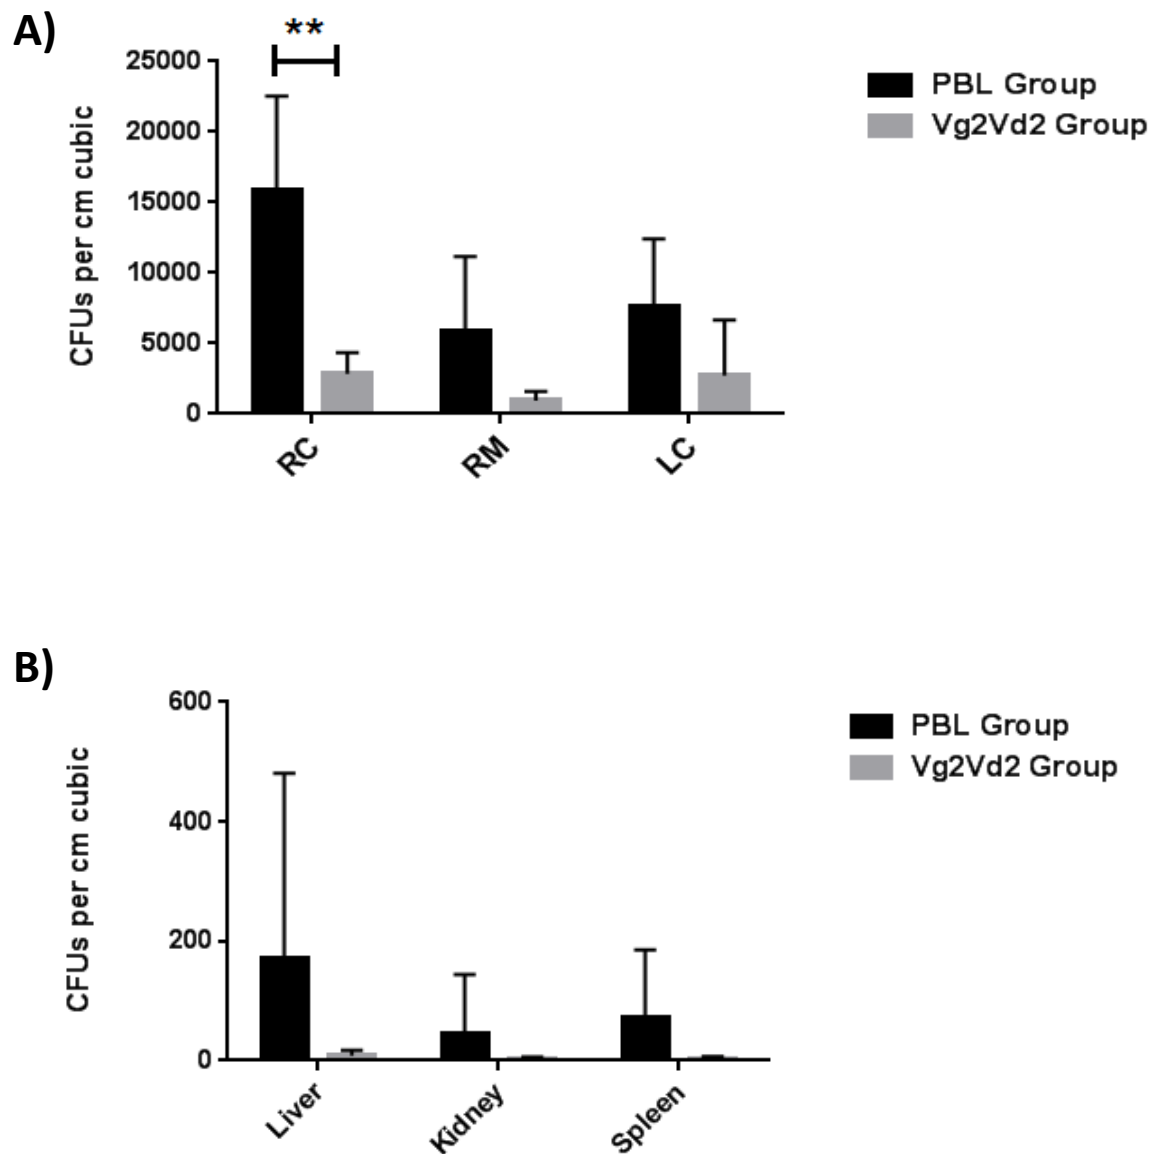 A)
**
25000
20000
15000
10000
5000
0
CFUs per cm cubic
RC
RM
LC
PBL Group
Vg2Vd2 Group
B)
600
400
200
0
CFUs per cm cubic
Liver
Kidney
Spleen
PBL Group
Vg2Vd2 Group